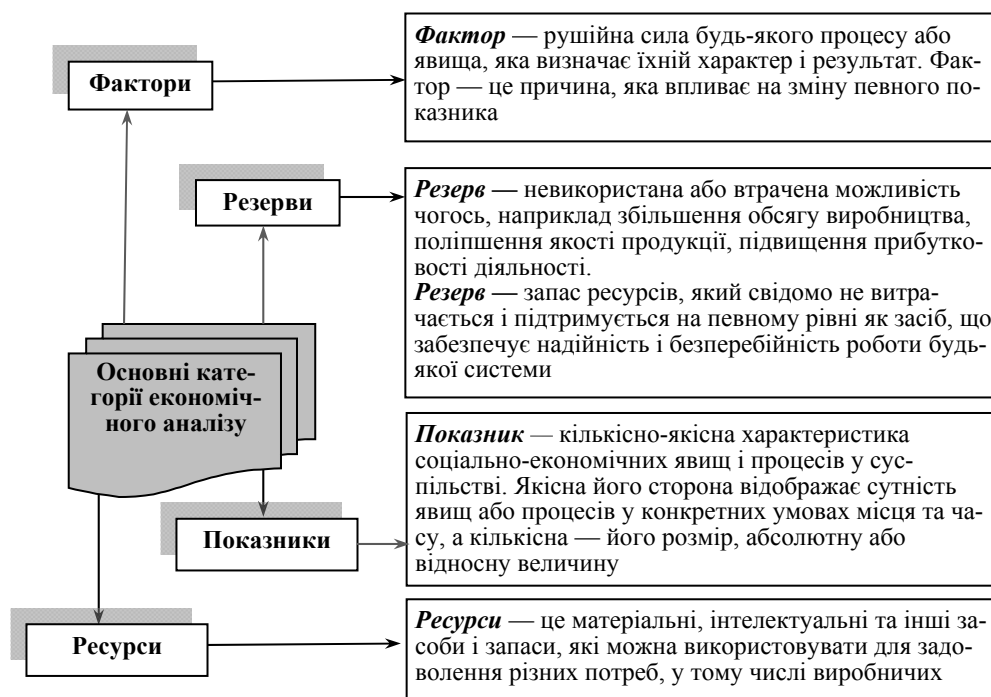 Фактори
Фактор — рушійна сила будь-якого процесу або
явища, яка визначає їхній характер і результат. Фак-
тор — це причина, яка впливає на зміну певного по-
казника
Резерви
Резерв — невикористана або втрачена можливість
чогось, наприклад збільшення обсягу виробництва,
поліпшення якості продукції, підвищення прибутко-
вості діяльності.
Резерв — запас ресурсів, який свідомо не витра-
чається і підтримується на певному рівні як засіб, що
забезпечує надійність і безперебійність роботи будь-
якої системи
Основні кате-
горії економіч-
ного аналізу
Показники
Показник — кількісно-якісна характеристика
соціально-економічних явищ і процесів у сус-
пільстві. Якісна його сторона відображає сутність
явищ або процесів у конкретних умовах місця та ча-
су, а кількісна — його розмір, абсолютну або
відносну величину
Ресурси
Ресурси — це матеріальні, інтелектуальні та інші за-
соби і запаси, які можна використовувати для задо-
волення різних потреб, у тому числі виробничих